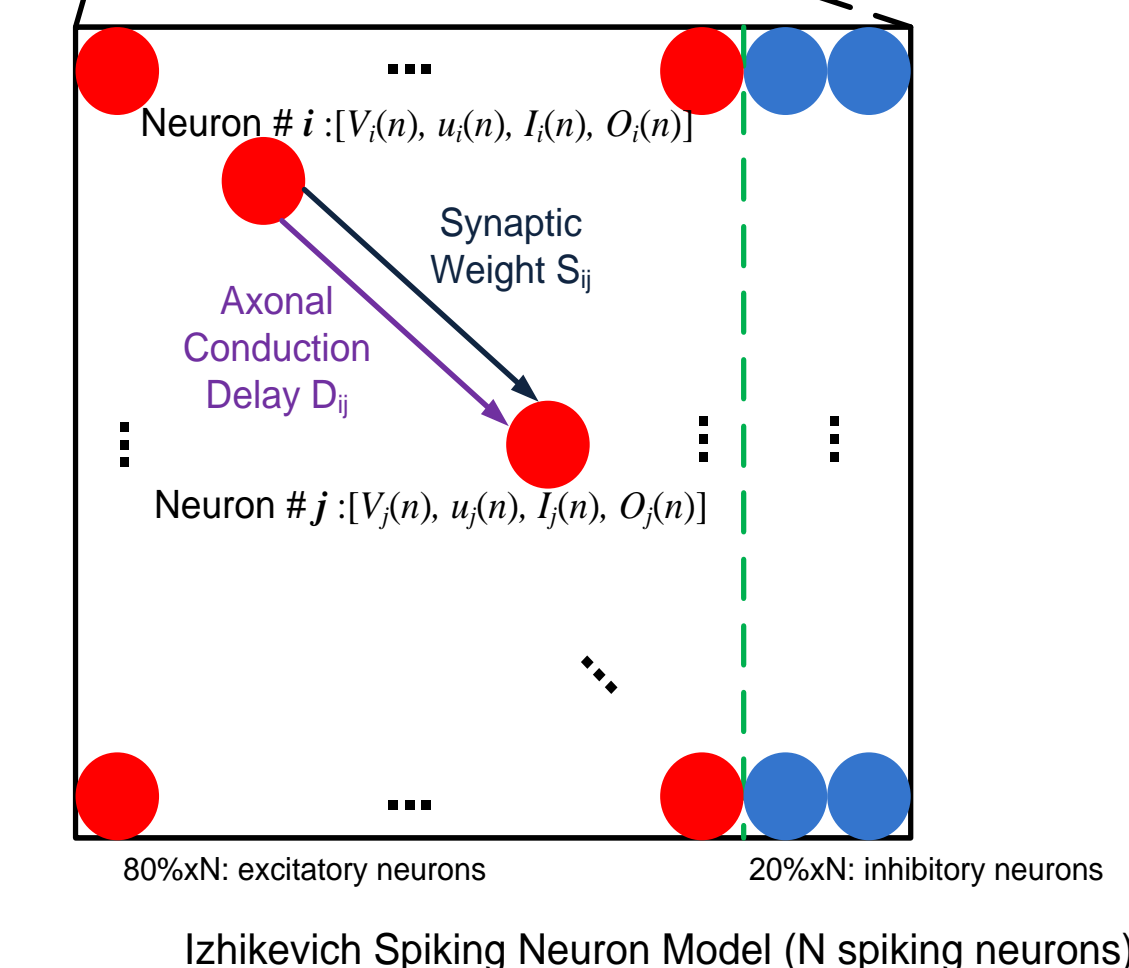 Neuron # i :[Vi(n), ui(n), Ii(n), Oi(n)]
Synaptic
Weight Sij
Axonal
Conduction
Delay Dij
Neuron # j :[Vj(n), uj(n), Ij(n), Oj(n)]
80%xN: excitatory neurons
20%xN: inhibitory neurons
Izhikevich Spiking Neuron Model (N spiking neurons)